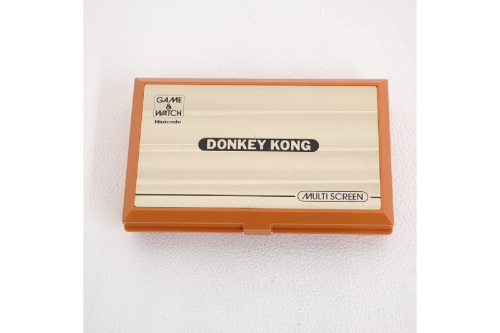 GAME
&
WATCH
Nintendo
DONKEY KONG
MULTI SCREEN